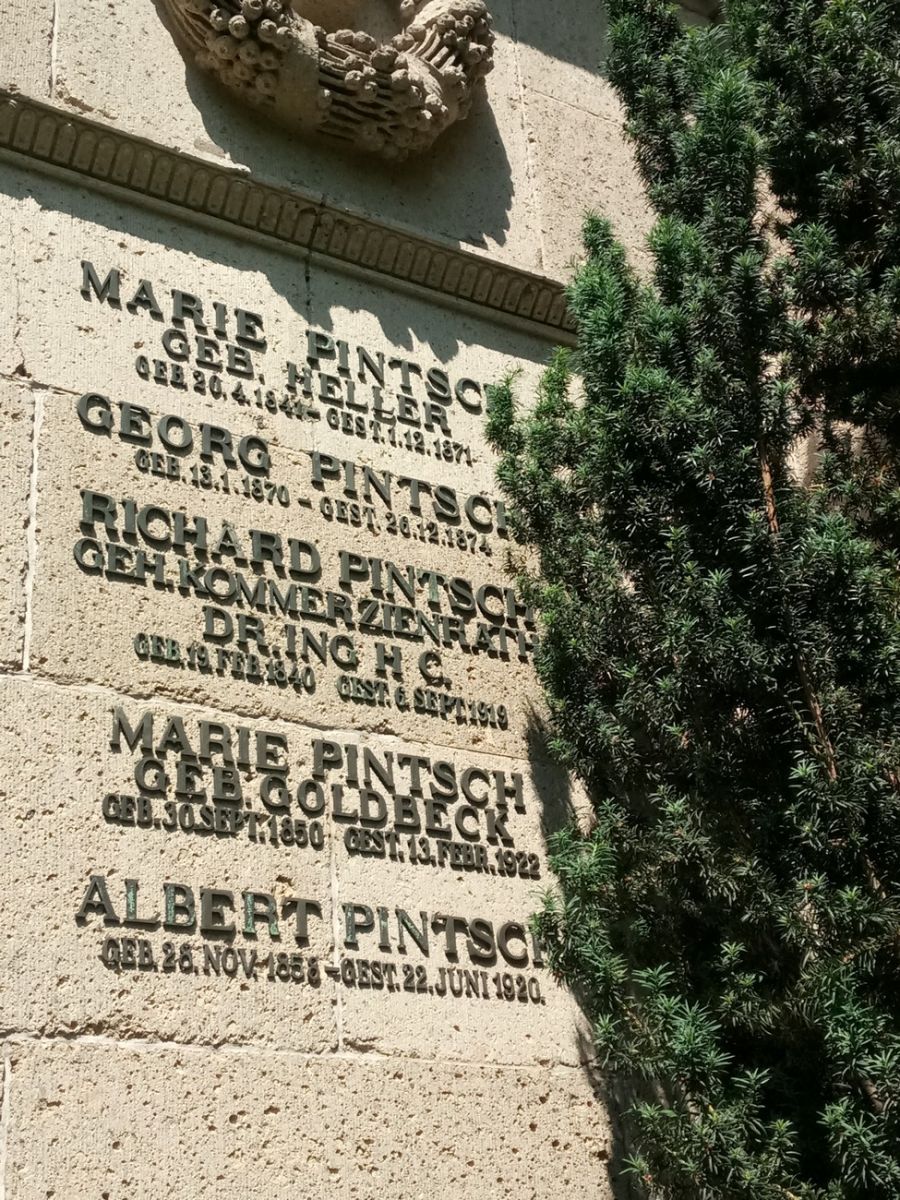 MARIE PINTSCH
GEB. HELLER
GEB. 20.4.1844 – GEST. 1.12.1871
GEORG PINTSCH
GEB. 13.1.1870 – GEST. 26.12.1874
RICHARD PINTSCH
GEH. KOMMERZIENRATH
DR. ING H C.
GEB. 19. FEB. 1840 GEST. 6. SEPT. 1919
MARIE PINTSCH
GEB. GOLDBECK
GEB. 30. SEPT. 1850 GEST. 13. FEBR. 1922
ALBERT PINTSCH
GEB. 28. NOV. 1858 – GEST. 22. JUNI 1920.